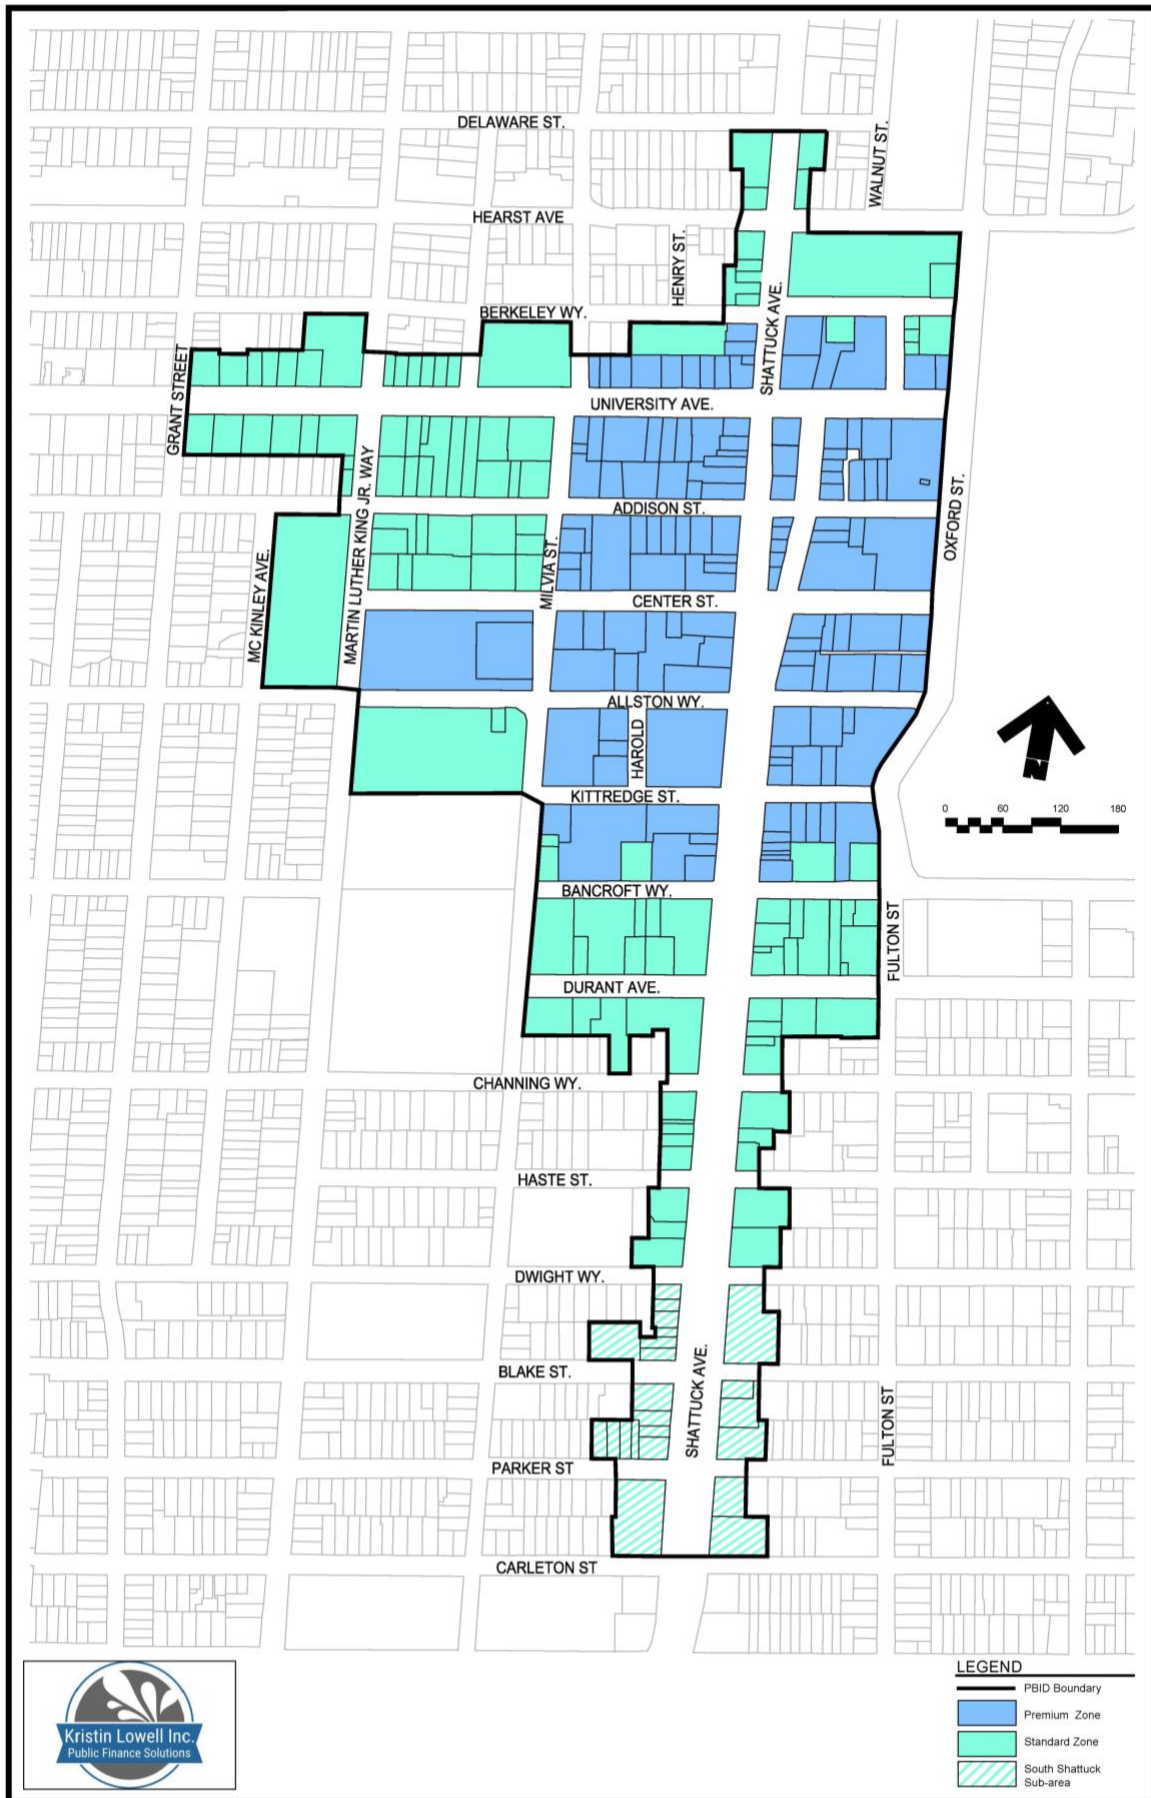 DELAWARE ST.
WALNUT ST.
HEARST AVE
HENRY ST.
BERKELEY WY.
SHATTUCK AVE.
GRANT STREET
UNIVERSITY AVE.
MARTIN LUTHER KING JR. WAY
ADDISON ST.
OXFORD ST.
MC KINLEY AVE.
MILVIA ST.
CENTER ST.
ALLSTON WY.
HAROLD
N
KITTREDGE ST.
0 60 120 180
BANCROFT WY.
FULTON ST
DURANT AVE.
CHANNING WY.
HASTE ST.
DWIGHT WY.
BLAKE ST.
SHATTUCK AVE.
FULTON ST
PARKER ST
CARLETON ST
Kristin Lowell Inc.
Public Finance Solutions
LEGEND
PBID Boundary
Premium Zone
Standard Zone
South Shattuck
Sub-area